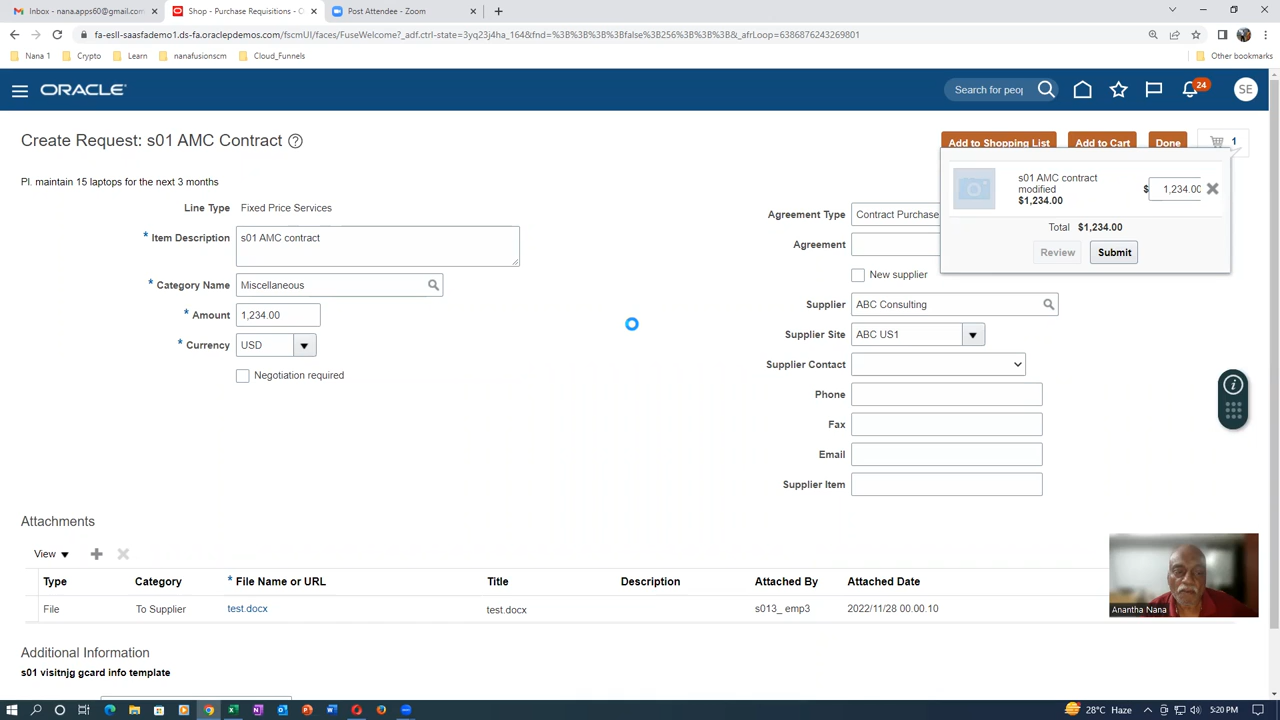 Inbox - nana.apps60@gmail.com
Shop - Purchase Requisitions - C
Post Attendee - Zoom
fa-esll-saasfademo1.ds-fa.oraclepdemos.com/fscmUI/faces/FuseWelcome?_adf.ctrl-state=3yq23j4ha_164&fnd=%3B%3B%3B%3Bfalse%3B256%3B%3B%3B&_afrLoop=6386876243269801
Nana 1
Crypto
Learn
nanafusionscm
Cloud_Funnels
Other bookmarks
ORACLE
Search for peop
24
SE
Create Request: s01 AMC Contract
Add to Shopping List
Add to Cart
Done
1
Pl. maintain 15 laptops for the next 3 months
s01 AMC contract
modified
$1,234.00
$ 1,234.00
Total $1,234.00
Review
Submit
Line Type Fixed Price Services
* Item Description s01 AMC contract
* Category Name Miscellaneous
* Amount 1,234.00
* Currency USD
Negotiation required
Agreement Type Contract Purchase
Agreement
New supplier
Supplier ABC Consulting
Supplier Site ABC US1
Supplier Contact
Phone
Fax
Email
Supplier Item
Attachments
View
Type Category * File Name or URL Title Description Attached By Attached Date
File To Supplier test.docx test.docx s013_ emp3 2022/11/28 00.00.10
Anantha Nana
Additional Information
s01 visitnjg gcard info template
28°C Haze
5:20 PM